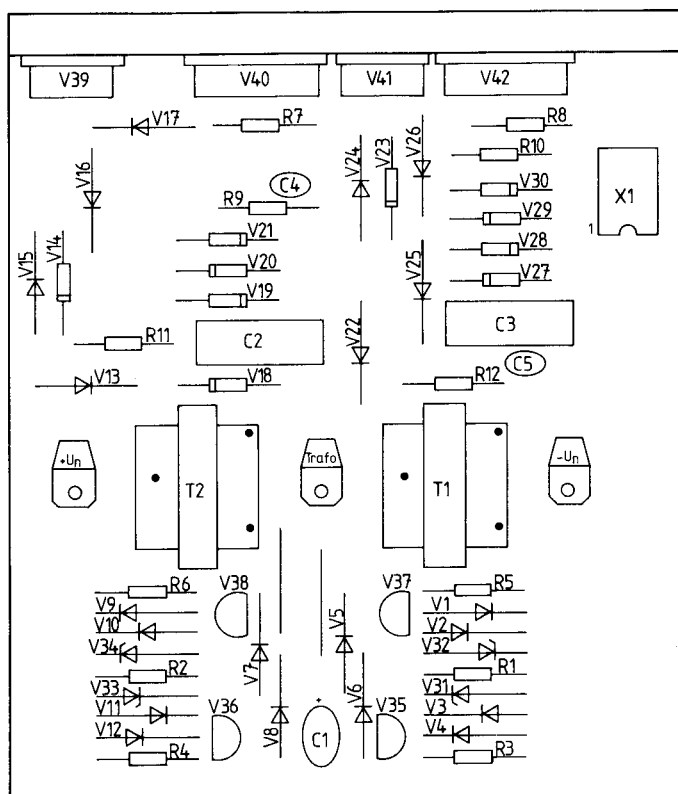 V39 V40 V41 V42
V17 R7 R8
V16 V24 V23 V26 R10
C4 V30 X1
R9 V29
V21 V28 1
V15 V14 V20 V25 V27
V19
R11 C2 V22 C3
C5
V13 V18 R12
+Un Trafo -Un
T2 T1
R6 V38 V37 R5
V9 V5 V1
V10 V2
V34 V7 V32
R2 R1
V33 V6 V31
V11 V36 + V35 V3
V12 V8 C1 V4
R4 R3